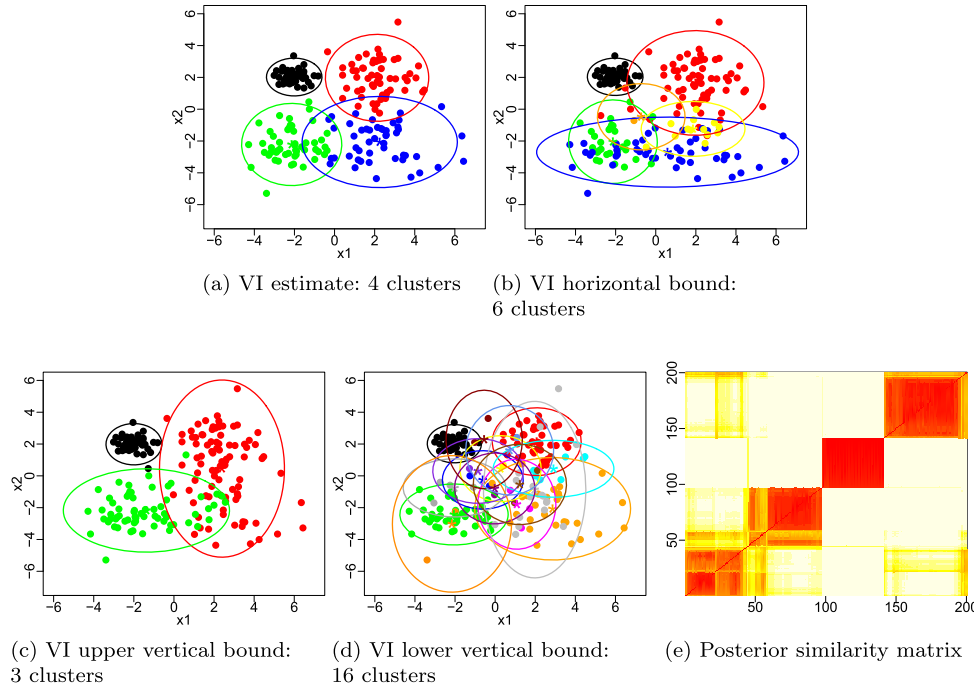 6
4
2
0
−2
−4
−6
x2
−6 −4 −2 0 2 4 6
x1
6
4
2
0
−2
−4
−6
x2
−6 −4 −2 0 2 4 6
x1
(a) VI estimate: 4 clusters
(b) VI horizontal bound:
6 clusters
6
4
2
0
−2
−4
−6
x2
−6 −4 −2 0 2 4 6
x1
6
4
2
0
−2
−4
−6
x2
−6 −4 −2 0 2 4 6
x1
200
150
100
50
50 100 150 200
(c) VI upper vertical bound:
3 clusters
(d) VI lower vertical bound:
16 clusters
(e) Posterior similarity matrix